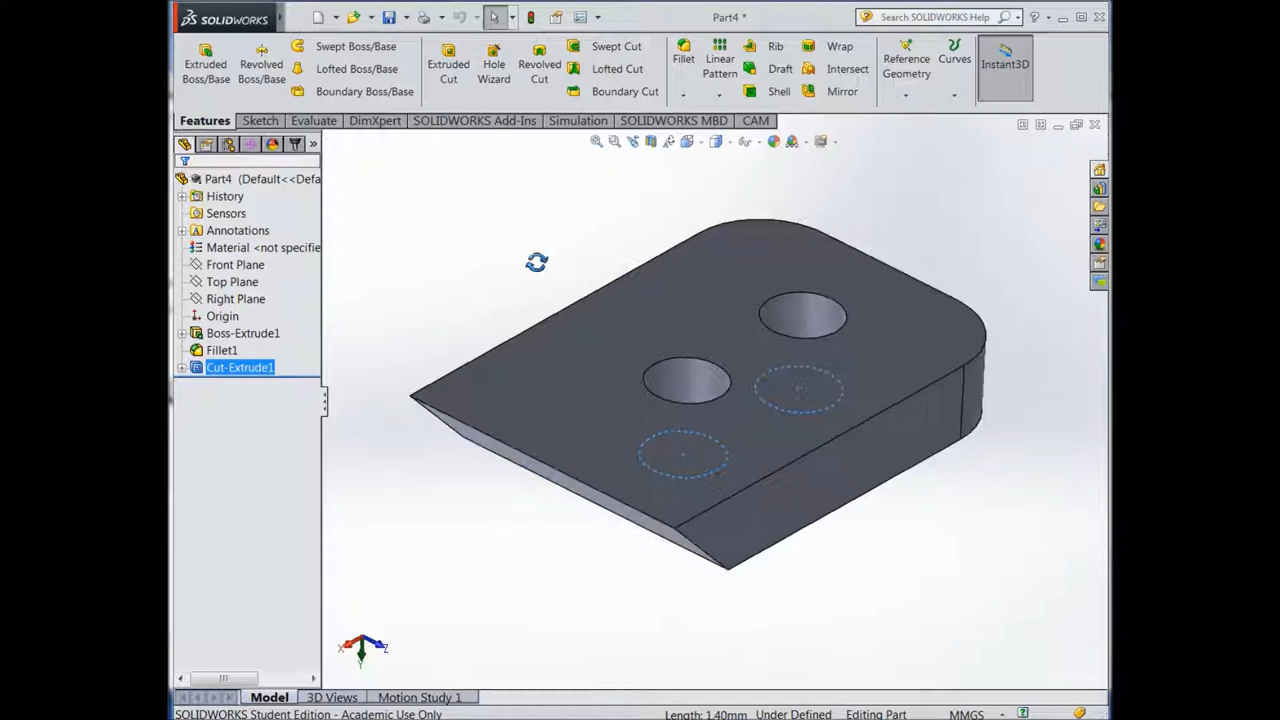 SOLIDWORKS
Part4 *
Search SOLIDWORKS Help
Extruded Boss/Base
Revolved Boss/Base
Swept Boss/Base
Lofted Boss/Base
Boundary Boss/Base
Extruded Cut
Hole Wizard
Revolved Cut
Swept Cut
Lofted Cut
Boundary Cut
Fillet
Linear Pattern
Rib
Draft
Shell
Wrap
Intersect
Mirror
Reference Geometry
Curves
Instant3D
Features Sketch Evaluate DimXpert SOLIDWORKS Add-Ins Simulation SOLIDWORKS MBD CAM
Part4 (Default<<Defa
History
Sensors
Annotations
Material <not specifie
Front Plane
Top Plane
Right Plane
Origin
Boss-Extrude1
Fillet1
Cut-Extrude1
X
Y
Z
Model 3D Views Motion Study 1
SOLIDWORKS Student Edition - Academic Use Only Length: 1.40mm Under Defined Editing Part MMGS